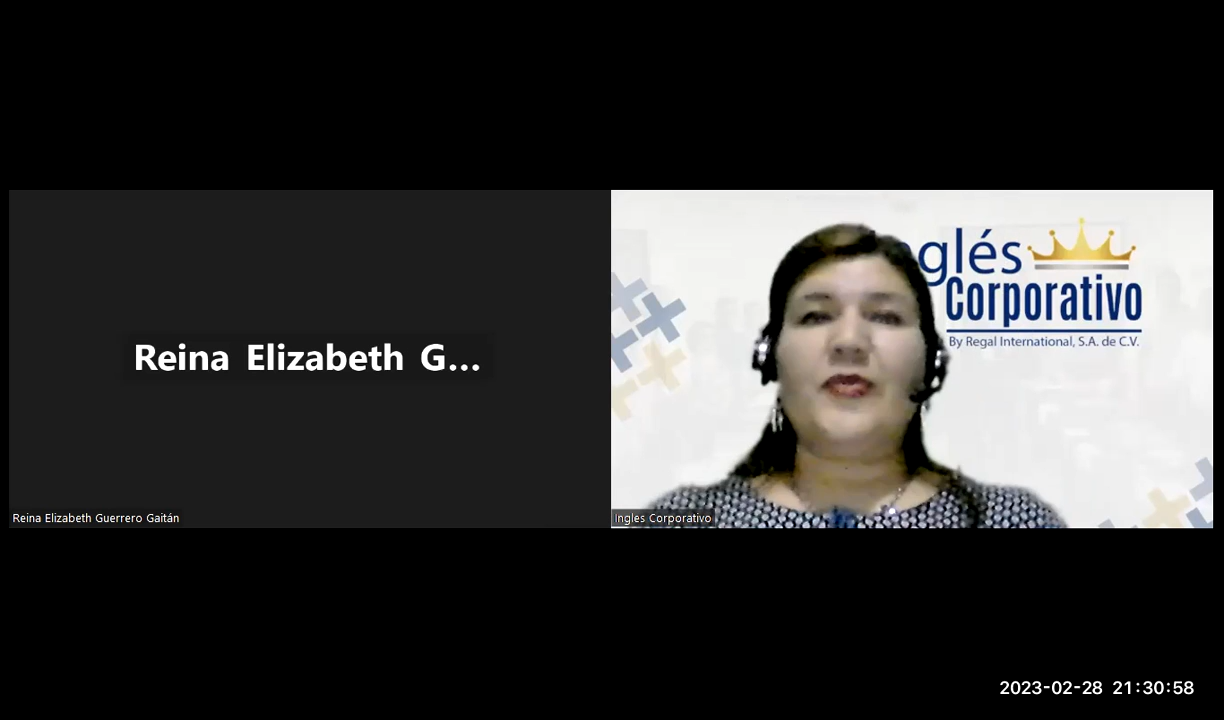 Reina Elizabeth G...
Reina Elizabeth Guerrero Gaitán
glés
Corporativo
By Regal International, S.A. de C.V.
Ingles Corporativo
2023-02-28 21:30:58